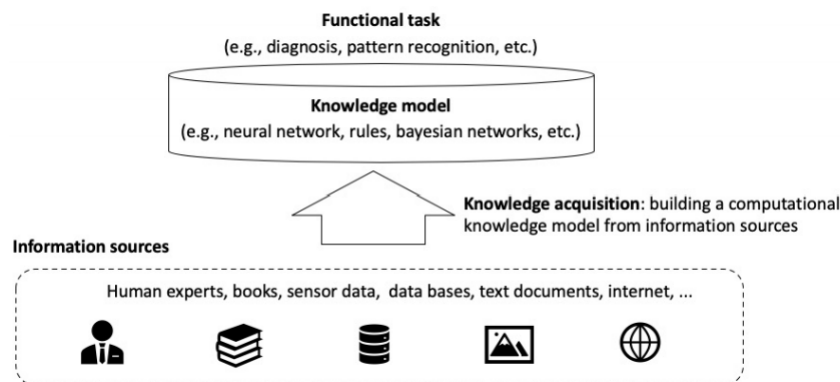 Functional task
(e.g., diagnosis, pattern recognition, etc.)
Knowledge model
(e.g., neural network, rules, bayesian networks, etc.)
Knowledge acquisition: building a computational
knowledge model from information sources
Information sources
Human experts, books, sensor data, data bases, text documents, internet, ...